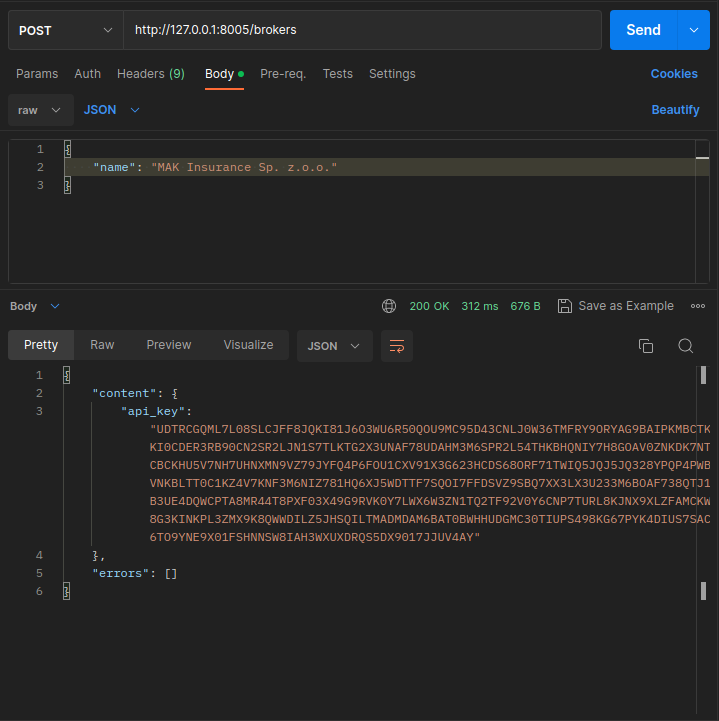 POST http://127.0.0.1:8005/brokers Send
Params Auth Headers (9) Body Pre-req. Tests Settings Cookies
raw JSON Beautify
1 {
2 "name": "MAK Insurance Sp. z.o.o."
3 }
Body 200 OK 312 ms 676 B Save as Example
Pretty Raw Preview Visualize JSON
1 {
2 "content": {
3 "api_key":
"UDTRCGQML7L08SLCJFF8JQKI81J6O3WU6R50QOU9MC95D43CNLJ0W36TMFRY9ORYAG9BAIPKMBCTK
KI0CDER3RB90CN2SR2LJN1S7TLKTG2X3UNAF78UDAHM3M6SPR2L54THKBHQNIY7H8GOAV0ZNKDK7NT
CBCKHU5V7NH7UHNXMN9VZ79JYFQ4P6FOU1CXV91X3G623HCDS68ORF71TWIQ5JQJ5JQ328YPQP4PWB
VNKBLTT0C1KZ4V7KNF3M6NIZ781HQ6XJ5WDTTF7SQOI7FFDSVZ9SBQ7XX3LX3U233M6BOAF738QTJ1
B3UE4DQWCPTA8MR44T8PXF03X49G9RVK0Y7LWX6W3ZN1TQ2TF92V0Y6CNP7TURL8KJNX9XLZFAMCKW
8G3KINKPL3ZMX9K8QWWDILZ5JHSQILTMADMDAM6BAT0BWHHUDGMC30TIUPS498KG67PYK4DIUS7SAC
6TO9YNE9X01FSHNNSW8IAH3WXUXDRQS5DX9017JJUV4AY"
4 },
5 "errors": []
6 }